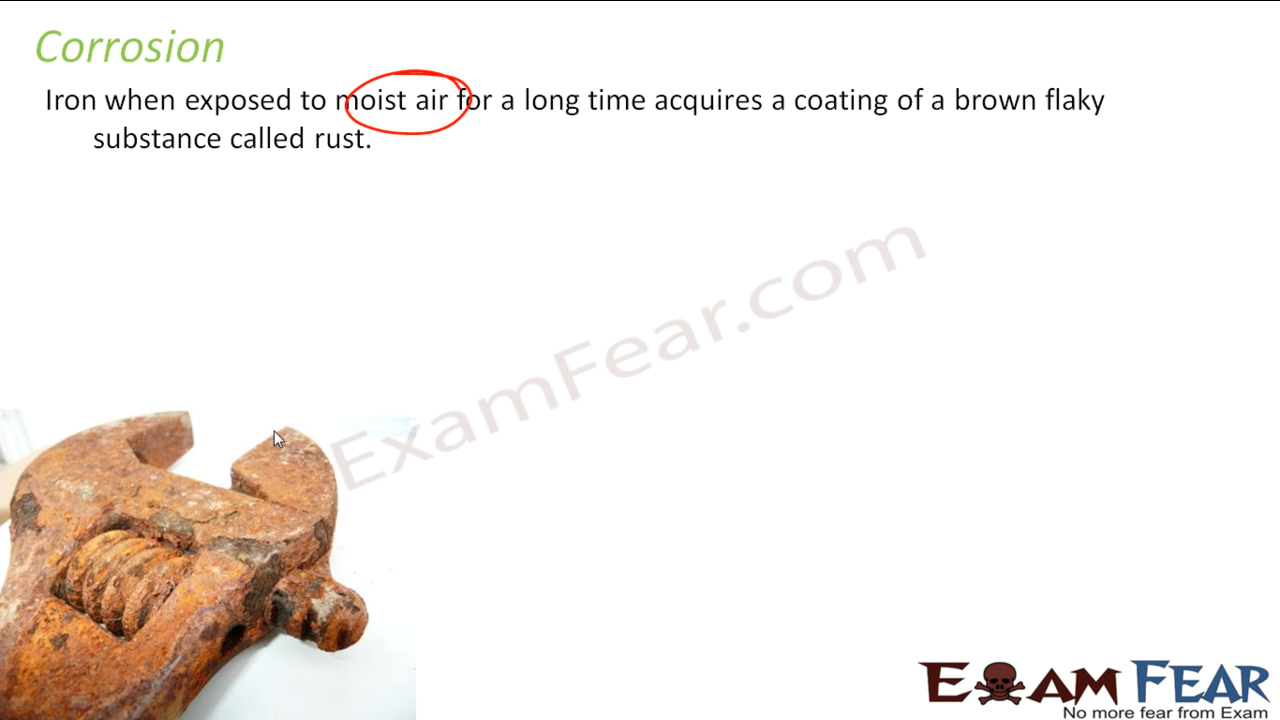 Corrosion
Iron when exposed to moist air for a long time acquires a coating of a brown flaky
substance called rust.
ExamFear.com
EXAM FEAR
No more fear from Exam